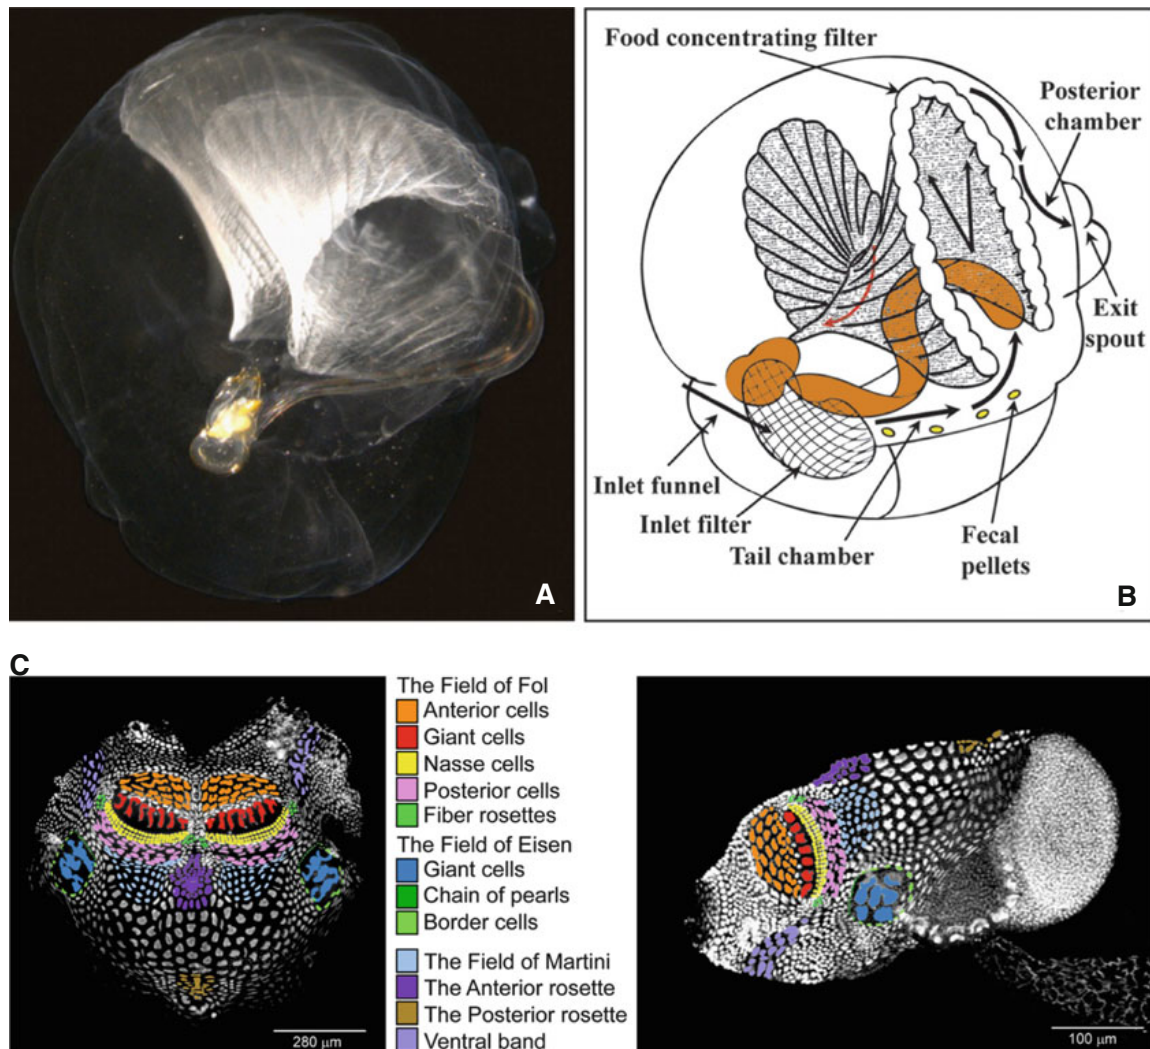 Food concentrating filter
Posterior
chamber
Exit
spout
Inlet funnel
Inlet filter
Tail chamber
Fecal
pellets
A
B
C
The Field of Fol
Anterior cells
Giant cells
Nasse cells
Posterior cells
Fiber rosettes
The Field of Eisen
Giant cells
Chain of pearls
Border cells
The Field of Martini
The Anterior rosette
The Posterior rosette
Ventral band
280 μm
100 μm